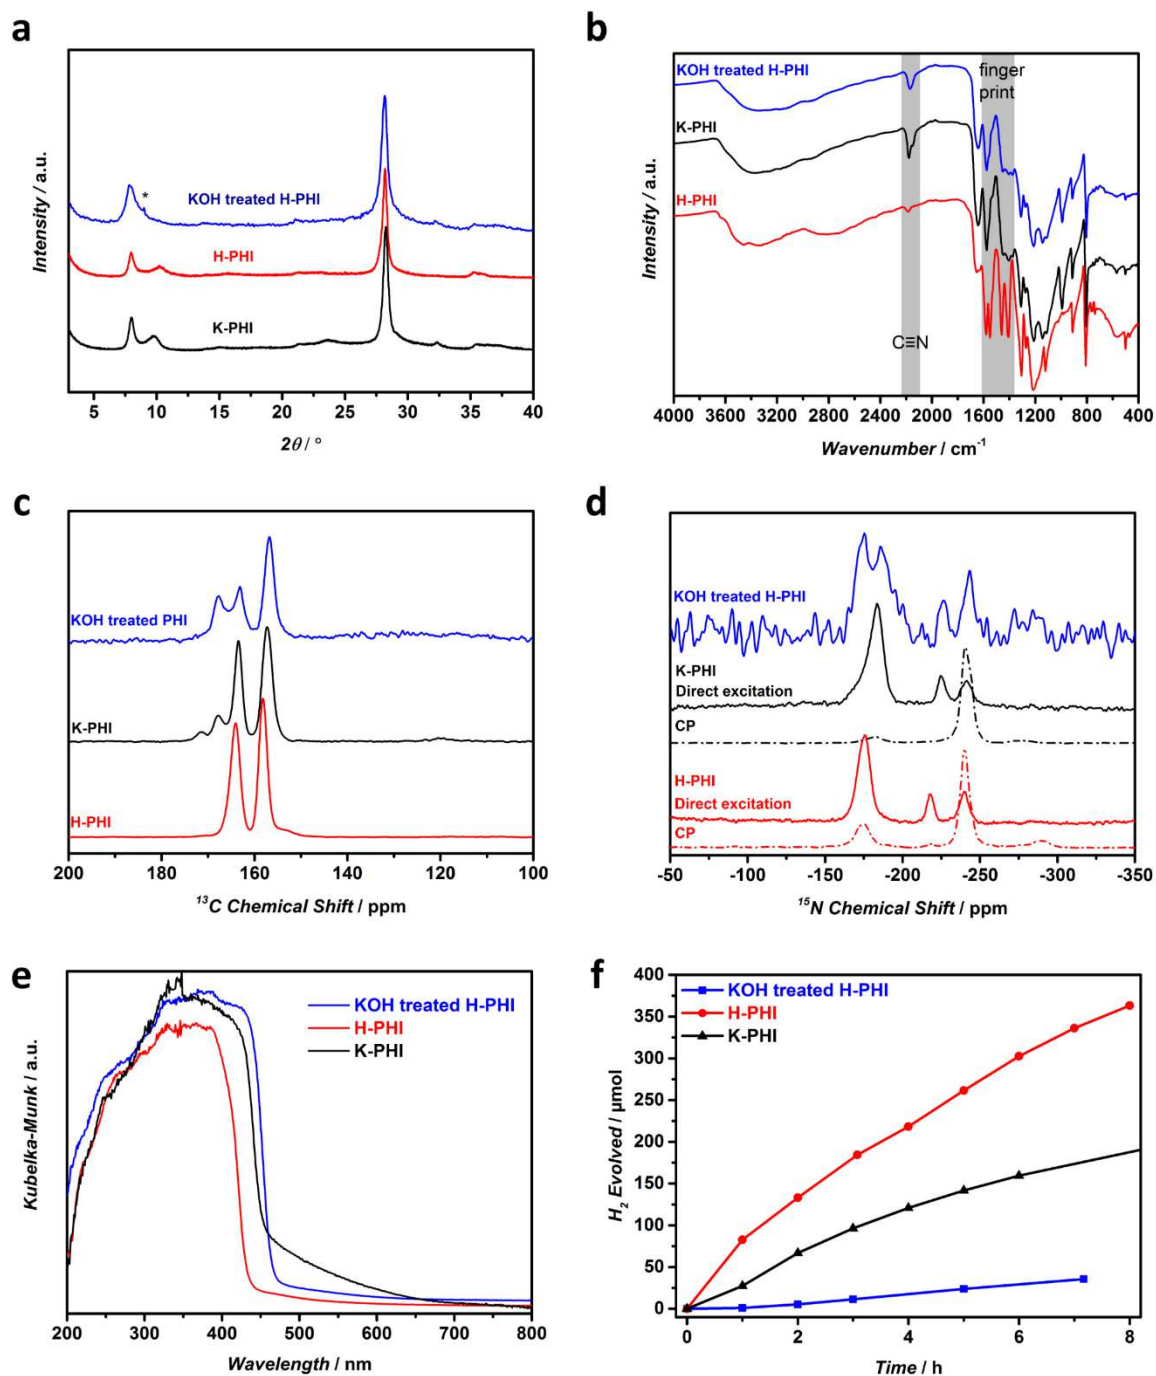 a
Intensity / a.u.
KOH treated H-PHI
*
H-PHI
K-PHI
5 10 15 20 25 30 35 40
2θ / °
b
Intensity / a.u.
KOH treated H-PHI
finger
print
K-PHI
H-PHI
C≡N
4000 3600 3200 2800 2400 2000 1600 1200 800 400
Wavenumber / cm⁻¹
c
KOH treated PHI
K-PHI
H-PHI
200 180 160 140 120 100
¹³C Chemical Shift / ppm
d
KOH treated H-PHI
K-PHI
Direct excitation
CP
H-PHI
Direct excitation
CP
-50 -100 -150 -200 -250 -300 -350
¹⁵N Chemical Shift / ppm
e
Kubelka-Munk / a.u.
KOH treated H-PHI
H-PHI
K-PHI
200 300 400 500 600 700 800
Wavelength / nm
f
H₂ Evolved / μmol
400
350
300
250
200
150
100
50
0
KOH treated H-PHI
H-PHI
K-PHI
0 2 4 6 8
Time / h